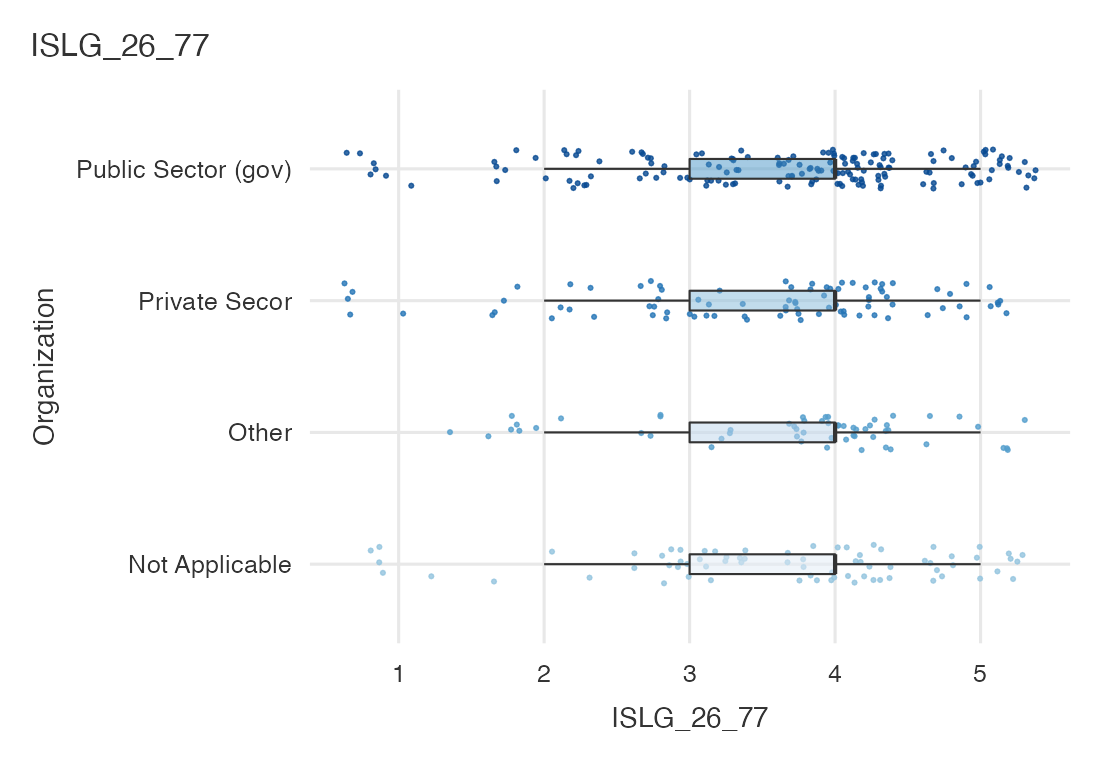 ISLG_26_77
Public Sector (gov)
Private Secor
Other
Not Applicable
Organization
1 2 3 4 5
ISLG_26_77